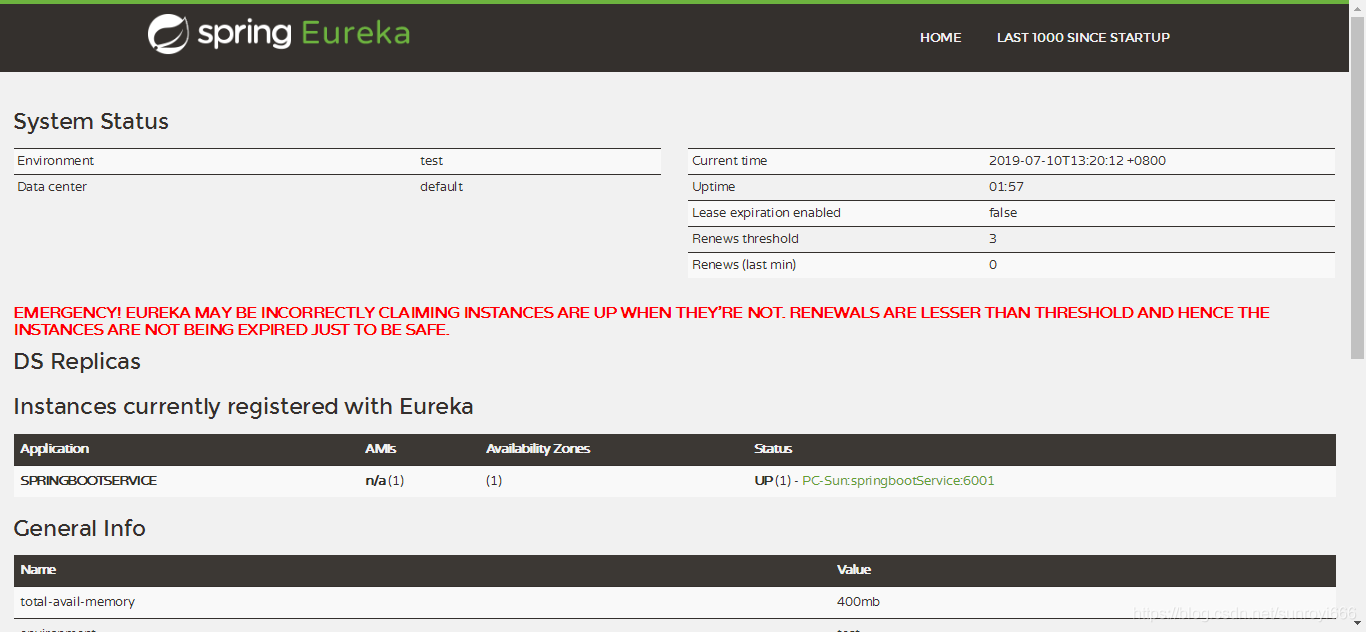 spring Eureka
HOME LAST 1000 SINCE STARTUP
System Status
Environment test
Data center default
Current time 2019-07-10T13:20:12 +0800
Uptime 01:57
Lease expiration enabled false
Renews threshold 3
Renews (last min) 0
EMERGENCY! EUREKA MAY BE INCORRECTLY CLAIMING INSTANCES ARE UP WHEN THEY'RE NOT. RENEWALS ARE LESSER THAN THRESHOLD AND HENCE THE
INSTANCES ARE NOT BEING EXPIRED JUST TO BE SAFE.
DS Replicas
Instances currently registered with Eureka
Application AMIs Availability Zones Status
SPRINGBOOTSERVICE n/a (1) (1) UP (1) - PC-Sun:springbootService:6001
General Info
Name Value
total-avail-memory 400mb
environment test
https://blog.csdn.net/sunroyi666